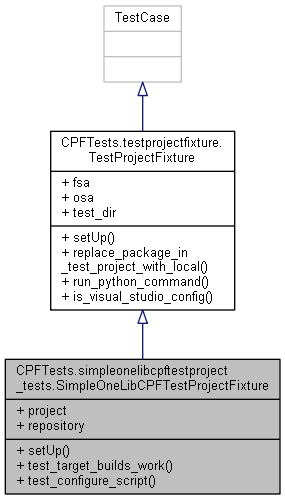 TestCase
CPFTests.testprojectfixture.
TestProjectFixture
+ fsa
+ osa
+ test_dir
+ setUp()
+ replace_package_in
_test_project_with_local()
+ run_python_command()
+ is_visual_studio_config()
CPFTests.simpleonelibcpftestproject
_tests.SimpleOneLibCPFTestProjectFixture
+ project
+ repository
+ setUp()
+ test_target_builds_work()
+ test_configure_script()